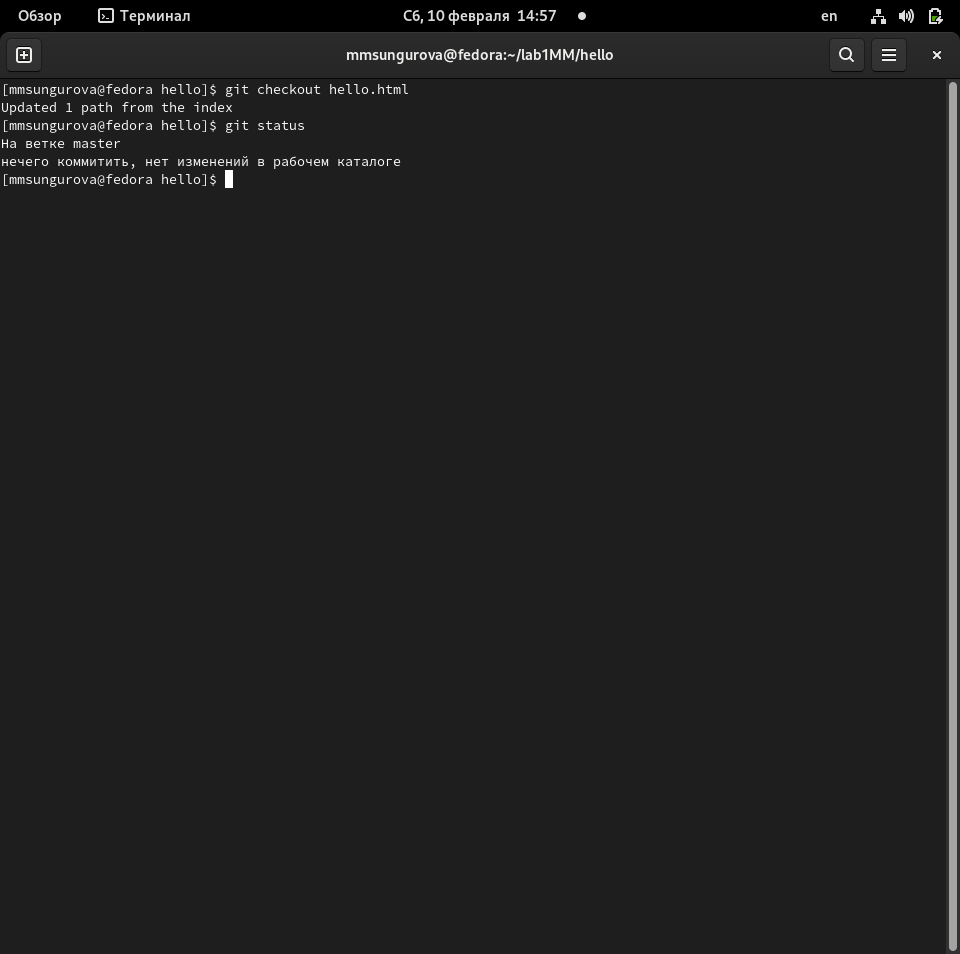 Обзор Терминал Сб, 10 февраля 14:57 en
mmsungurova@fedora:~/lab1MM/hello
[mmsungurova@fedora hello]$ git checkout hello.html
Updated 1 path from the index
[mmsungurova@fedora hello]$ git status
На ветке master
нечего коммитить, нет изменений в рабочем каталоге
[mmsungurova@fedora hello]$